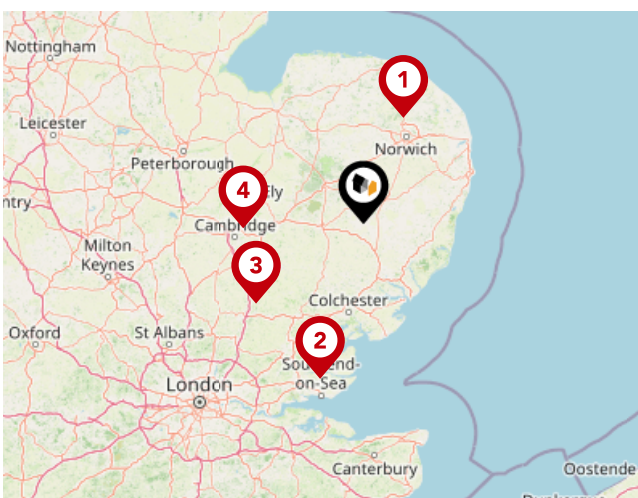 Nottingham
1
Leicester
Norwich
Peterborough
4
Ely
ntry
Cambridge
Milton
Keynes
3
Colchester
Oxford
St Albans
2
Southend-
on-Sea
London
Canterbury
Oostende